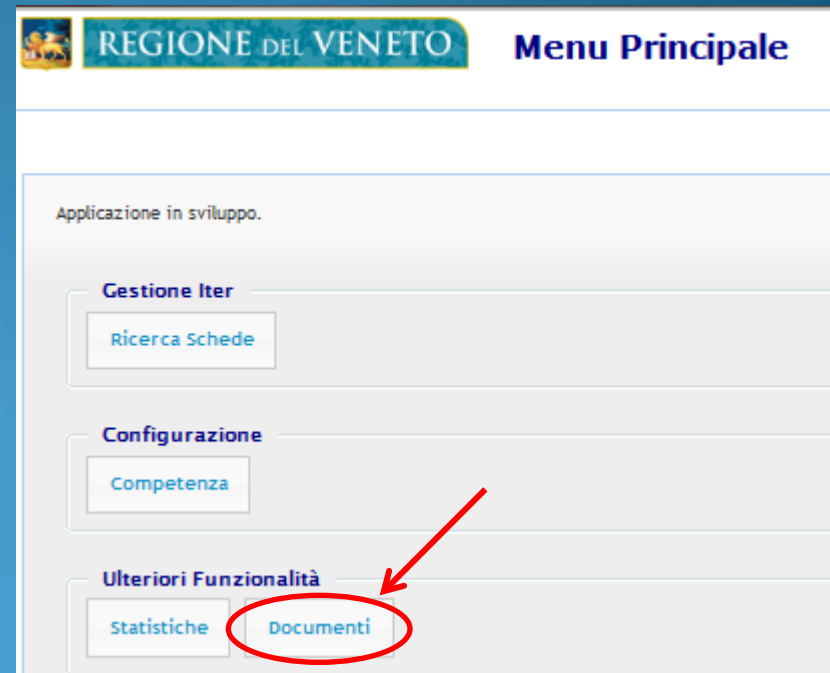 REGIONE DEL VENETO Menu Principale
Applicazione in sviluppo.
Gestione Iter
Ricerca Schede
Configurazione
Competenza
Ulteriori Funzionalità
Statistiche Documenti